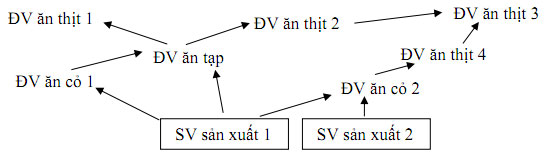 ĐV ăn thịt 1
ĐV ăn thịt 2
ĐV ăn thịt 3
ĐV ăn tạp
ĐV ăn thịt 4
ĐV ăn cỏ 1
ĐV ăn cỏ 2
SV sản xuất 1
SV sản xuất 2